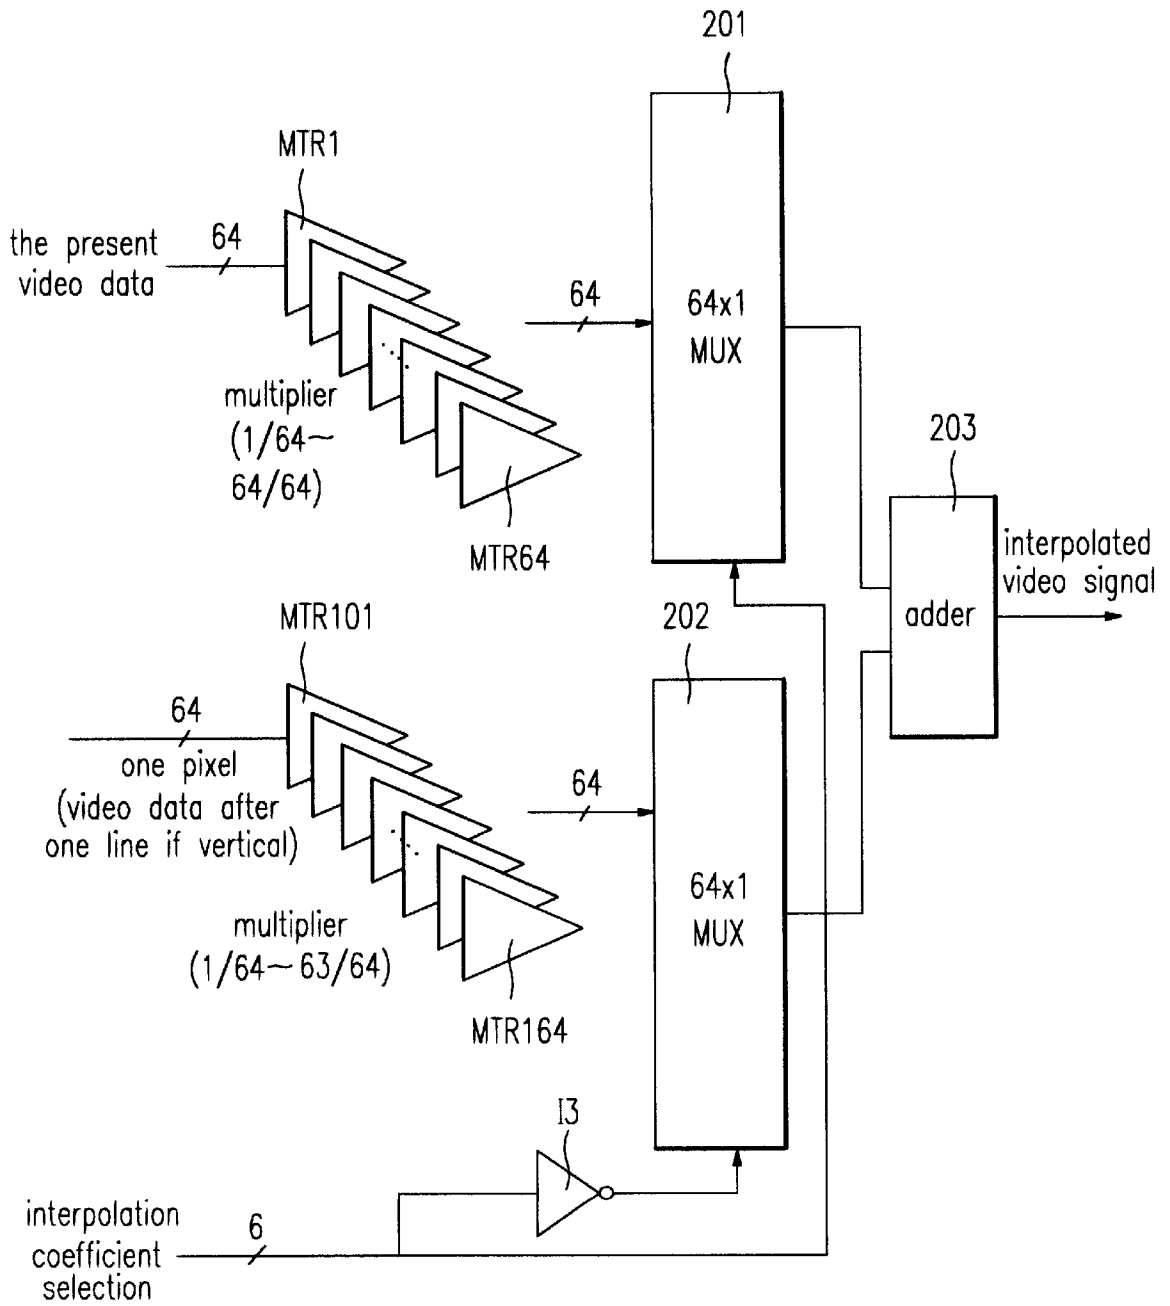 201
MTR1
the present
video data
64
64
64x1
MUX
multiplier
(1/64~
64/64)
MTR64
203
interpolated
video signal
adder
MTR101
202
64
one pixel
(video data after
one line if vertical)
64
64x1
MUX
multiplier
(1/64~63/64)
MTR164
I3
interpolation
coefficient
selection
6